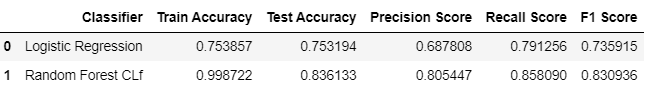 Classifier Train Accuracy Test Accuracy Precision Score Recall Score F1 Score
0 Logistic Regression 0.753857 0.753194 0.687808 0.791256 0.735915
1 Random Forest CLf 0.998722 0.836133 0.805447 0.858090 0.830936